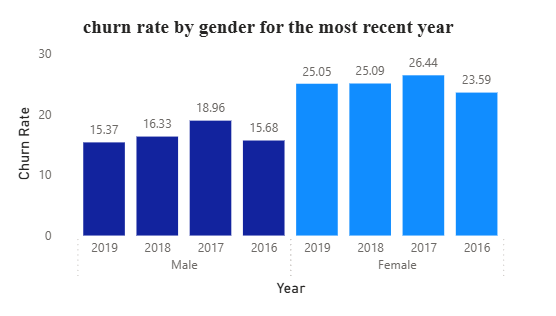 churn rate by gender for the most recent year
30
20
10
0
Churn Rate
15.37
16.33
18.96
15.68
25.05
25.09
26.44
23.59
2019 2018 2017 2016 2019 2018 2017 2016
Male Female
Year